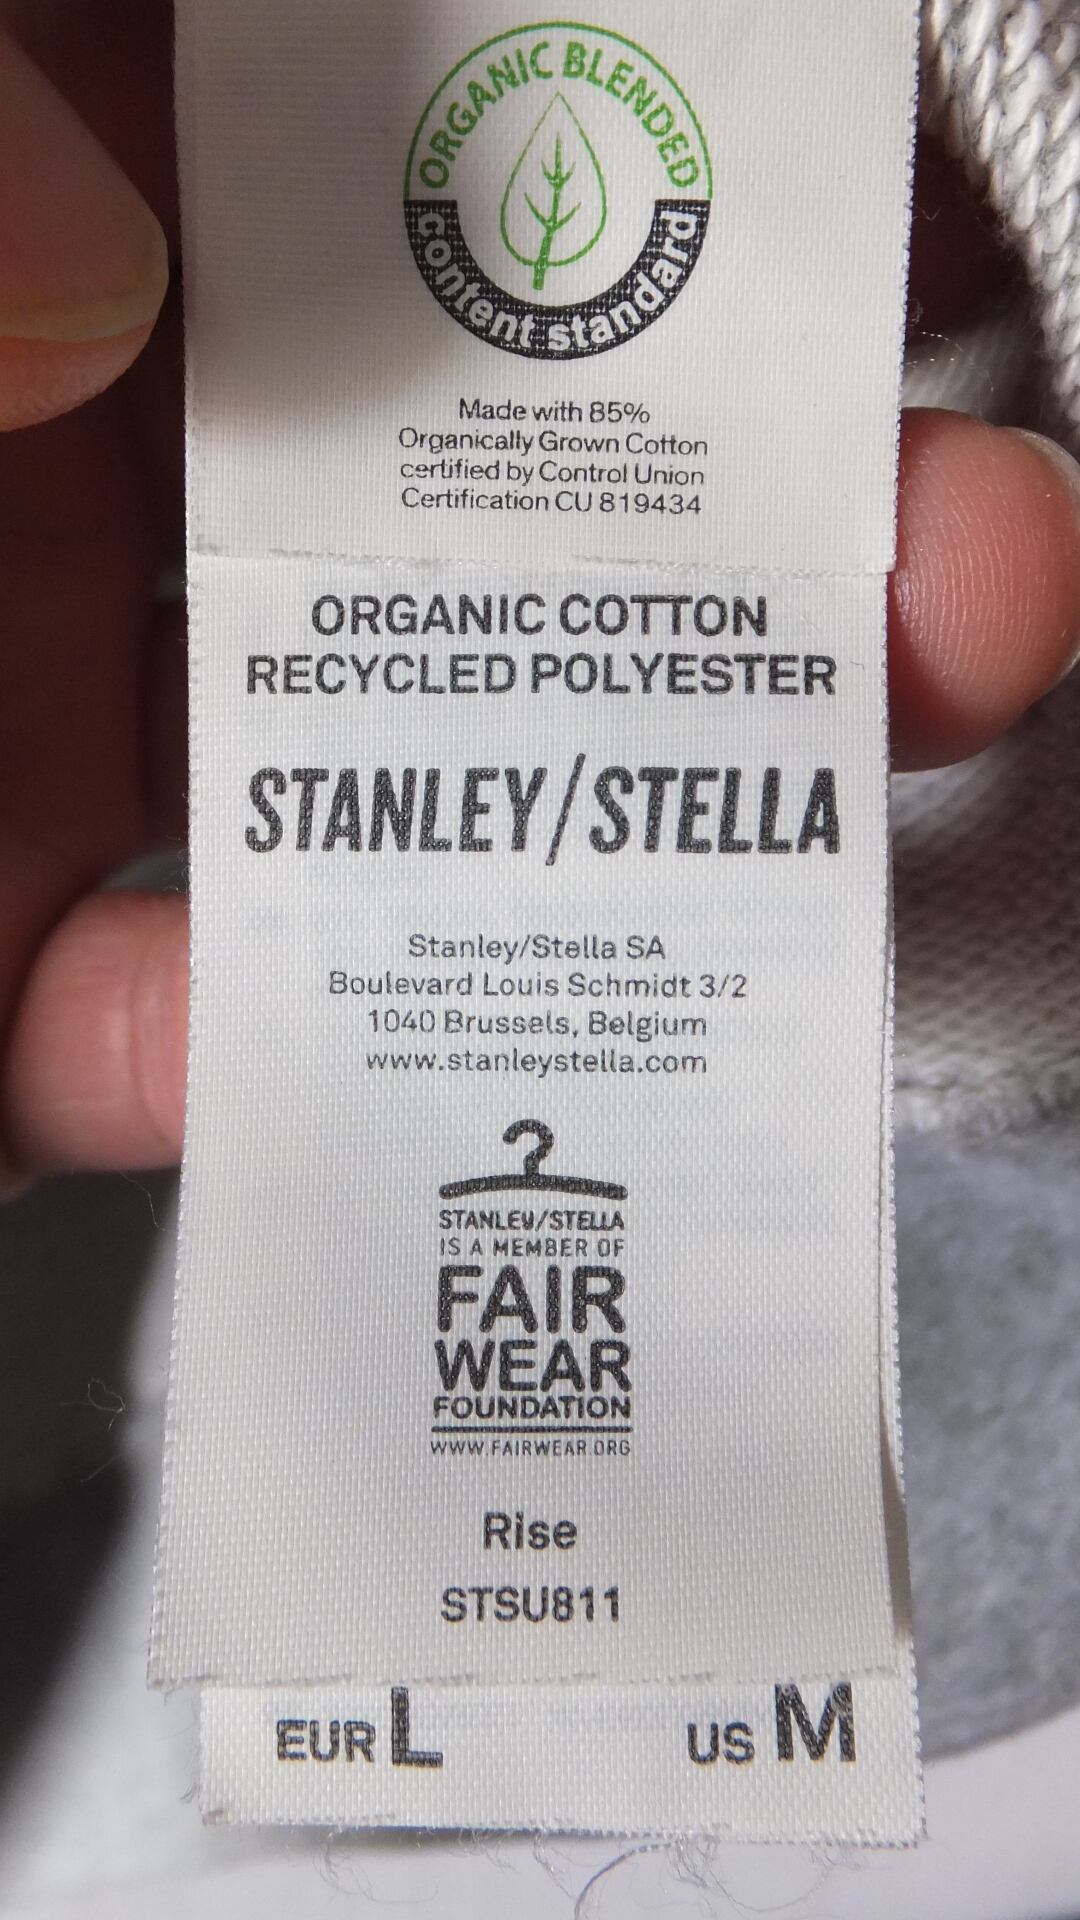 ORGANIC BLENDED
content standard
Made with 85%
Organically Grown Cotton
certified by Control Union
Certification CU 819434
ORGANIC COTTON
RECYCLED POLYESTER
STANLEY/STELLA
Stanley/Stella SA
Boulevard Louis Schmidt 3/2
1040 Brussels, Belgium
www.stanleystella.com
STANLEY/STELLA
IS A MEMBER OF
FAIR
WEAR
FOUNDATION
WWW.FAIRWEAR.ORG
Rise
STSU811
EUR L US M